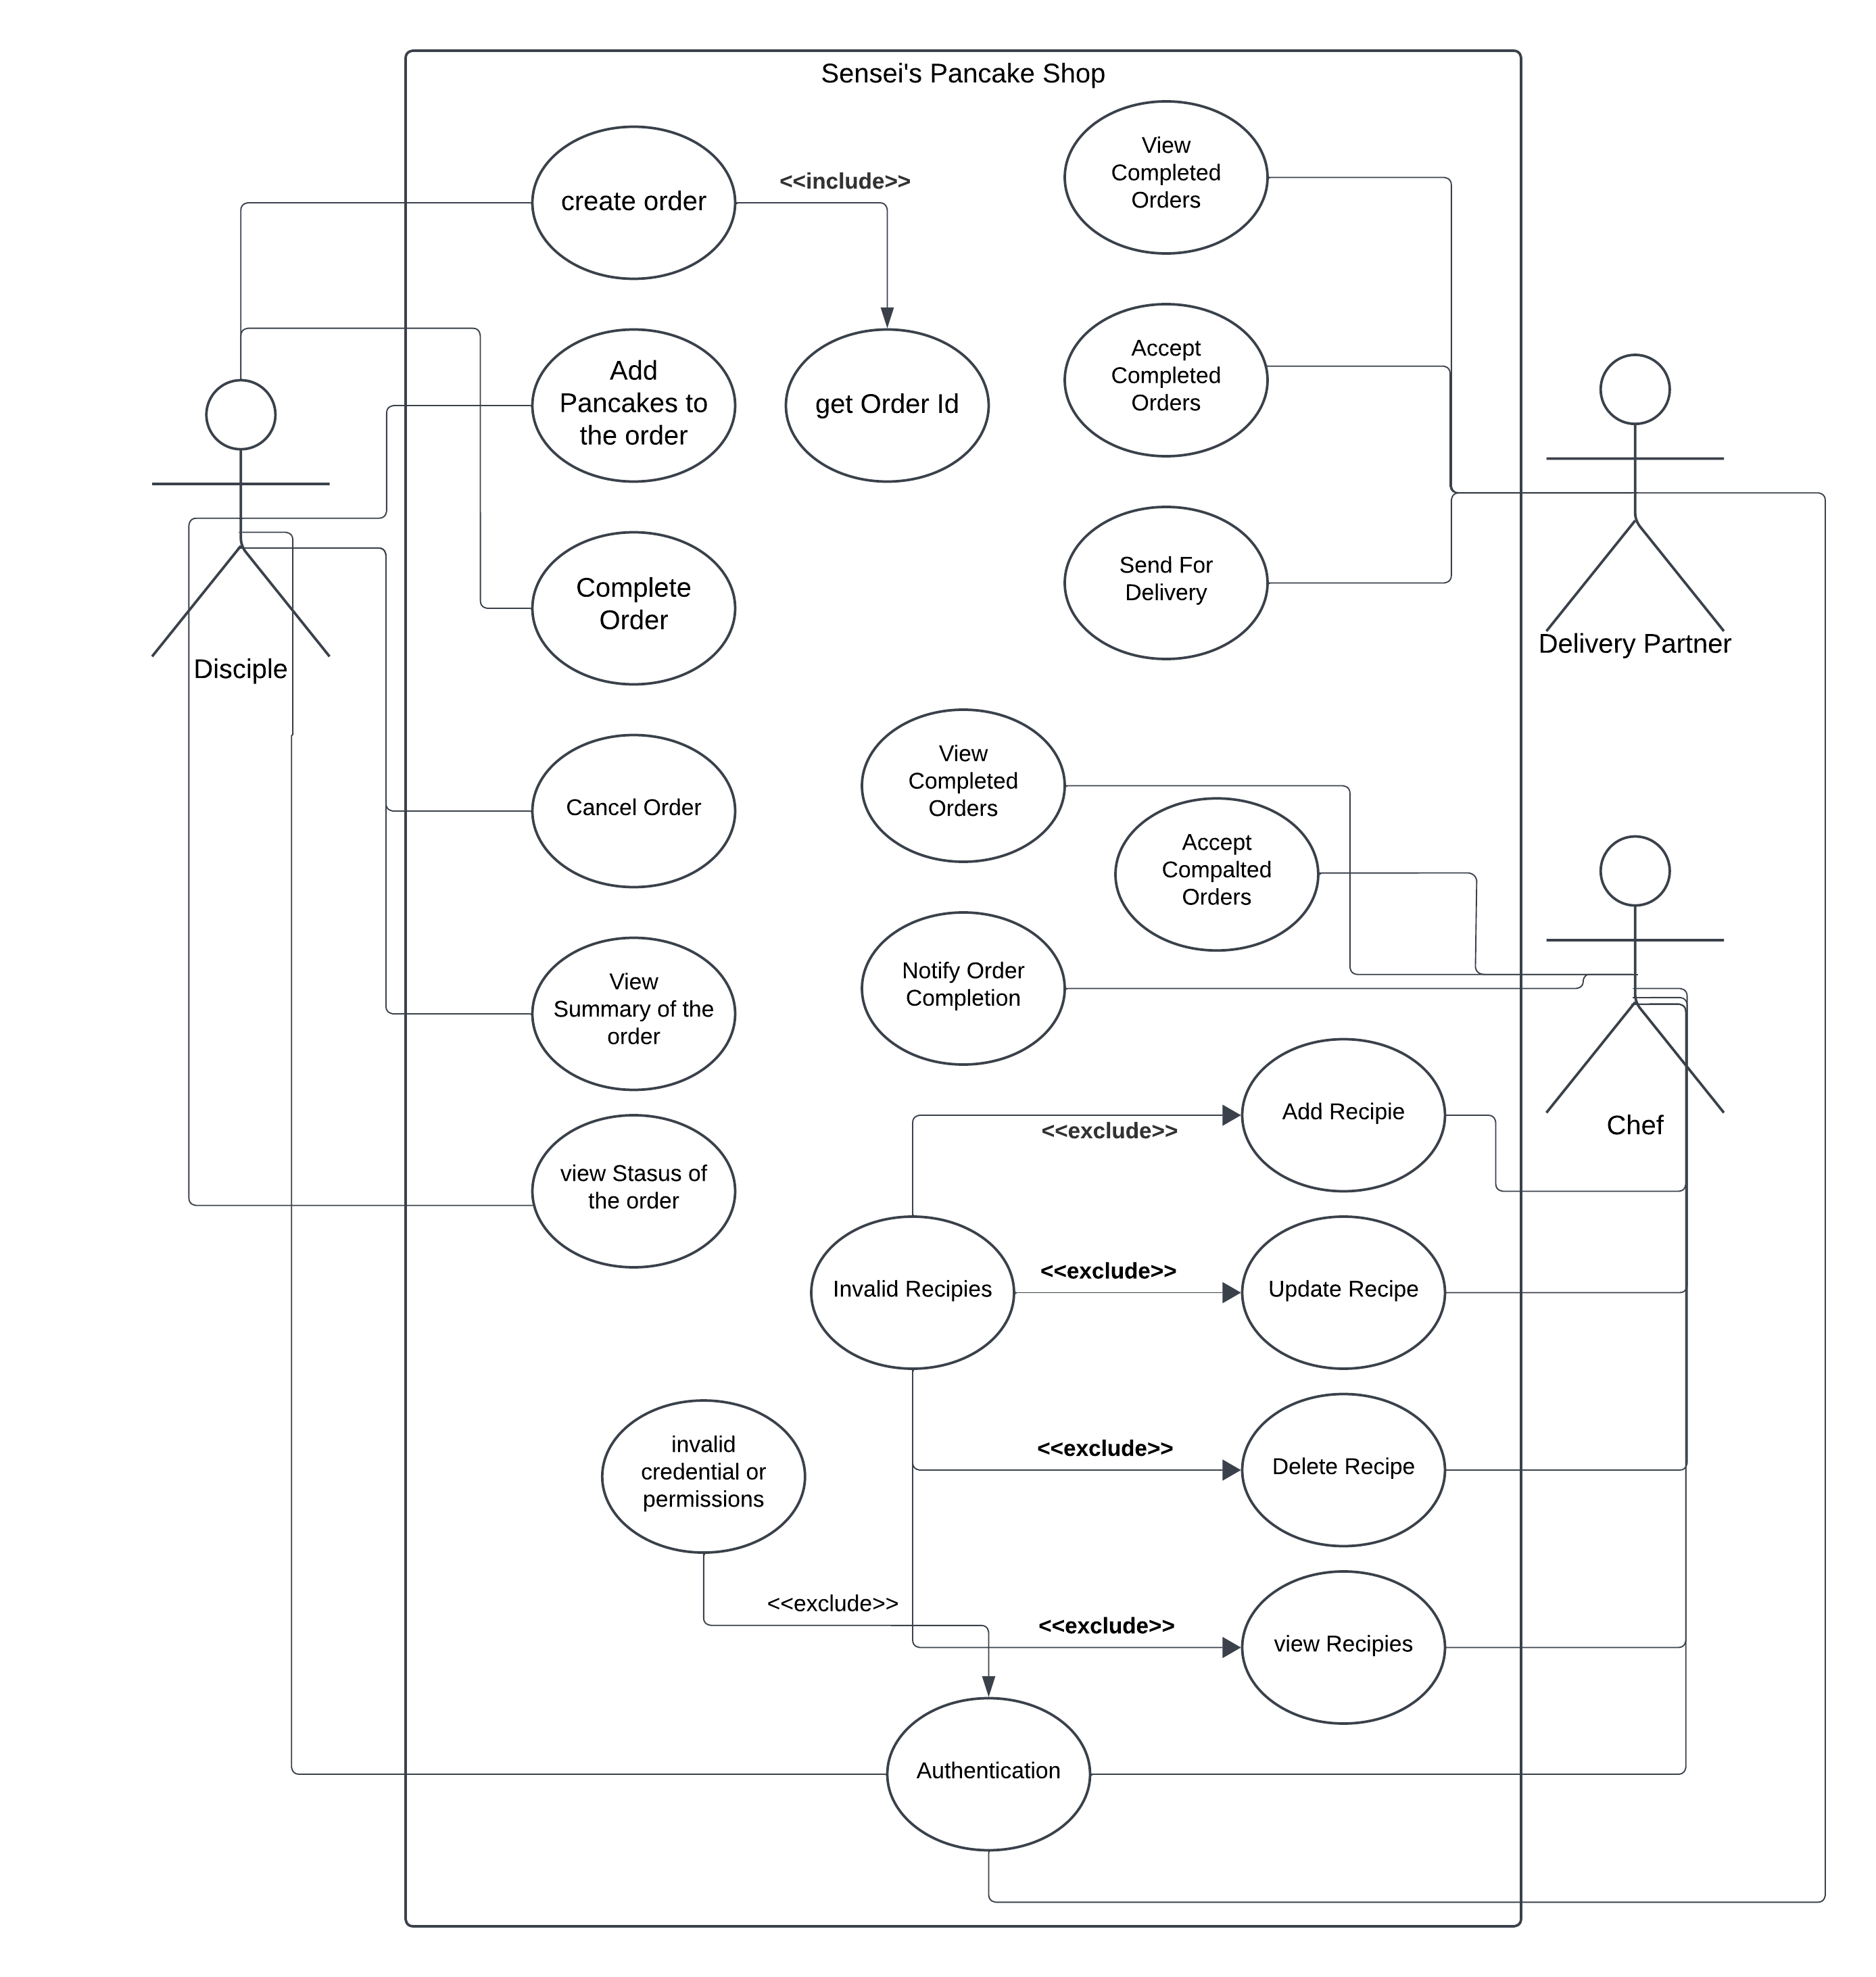 Sensei's Pancake Shop
create order
<<include>>
View
Completed
Orders
Add
Pancakes to
the order
get Order Id
Accept
Completed
Orders
Complete
Order
Send For
Delivery
Disciple
Delivery Partner
Cancel Order
View
Completed
Orders
Accept
Compalted
Orders
View
Summary of the
order
Notify Order
Completion
Chef
Add Recipie
<<exclude>>
view Stasus of
the order
Invalid Recipies
<<exclude>>
Update Recipe
invalid
credential or
permissions
<<exclude>>
Delete Recipe
<<exclude>>
<<exclude>>
view Recipies
Authentication